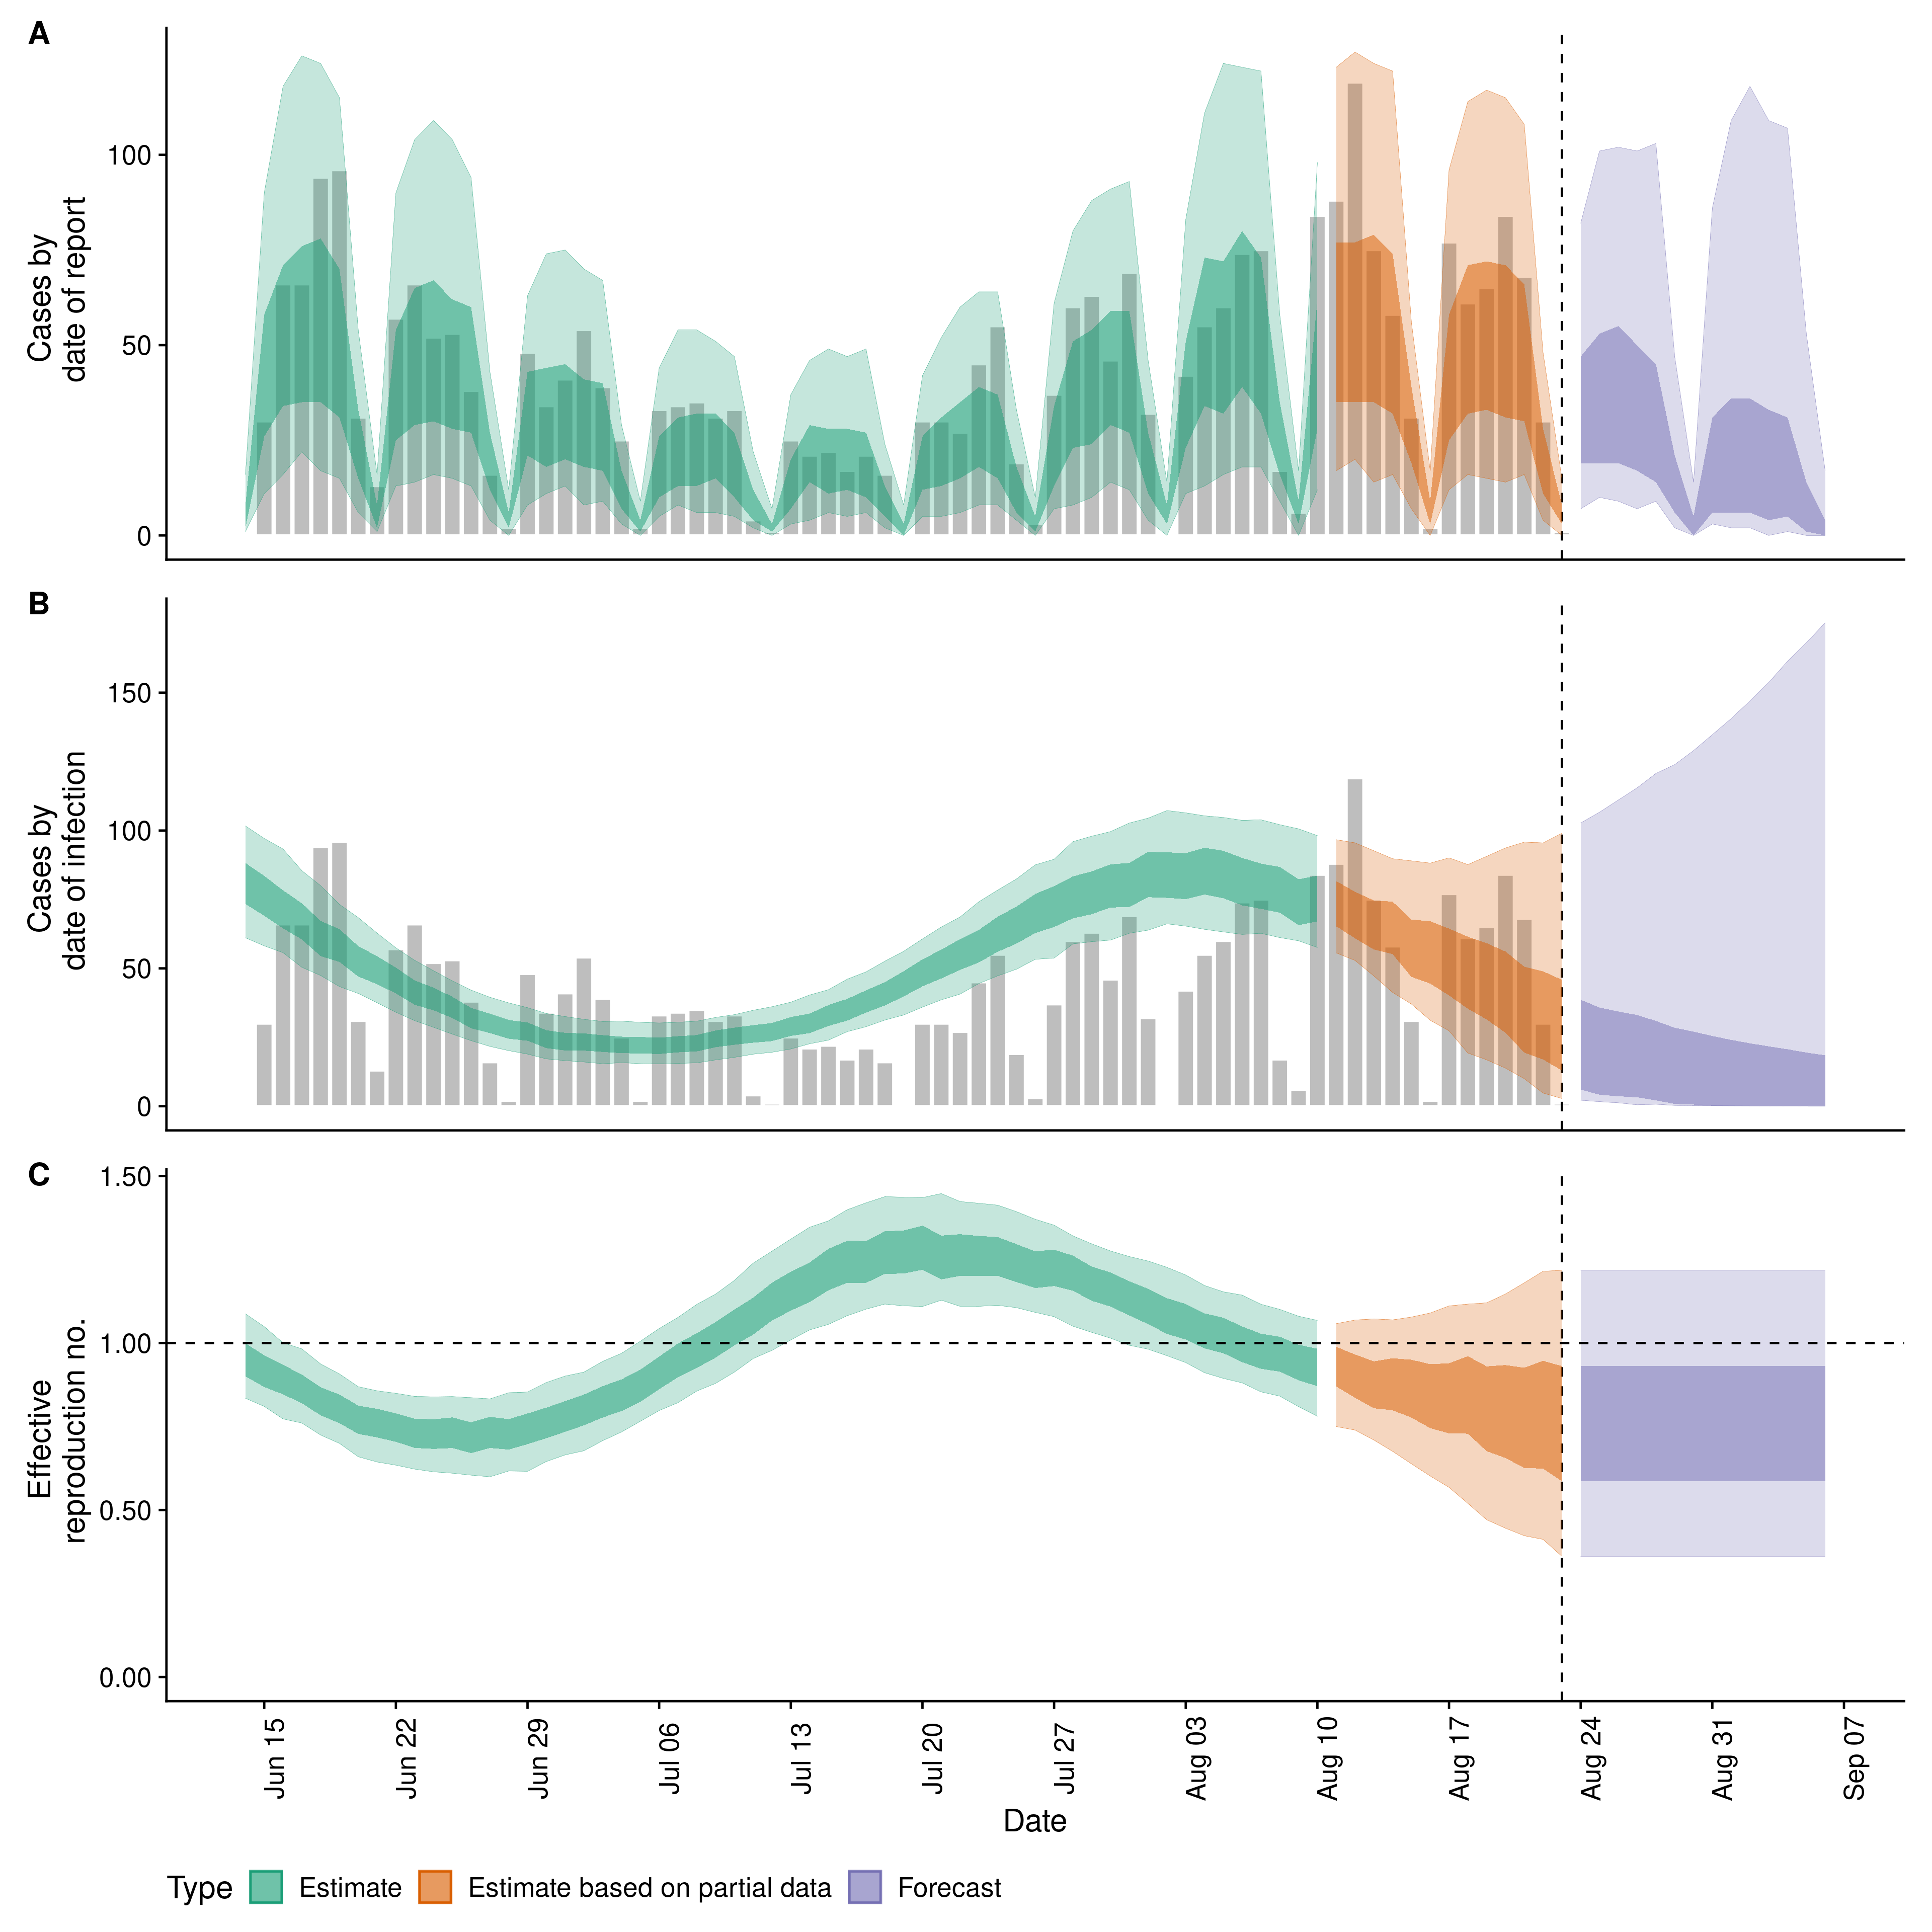 A
Cases by
date of report
100
50
0
B
Cases by
date of infection
150
100
50
0
C
Effective
reproduction no.
1.50
1.00
0.50
0.00
Jun 15
Jun 22
Jun 29
Jul 06
Jul 13
Jul 20
Jul 27
Aug 03
Aug 10
Aug 17
Aug 24
Aug 31
Sep 07
Date
Type Estimate Estimate based on partial data Forecast